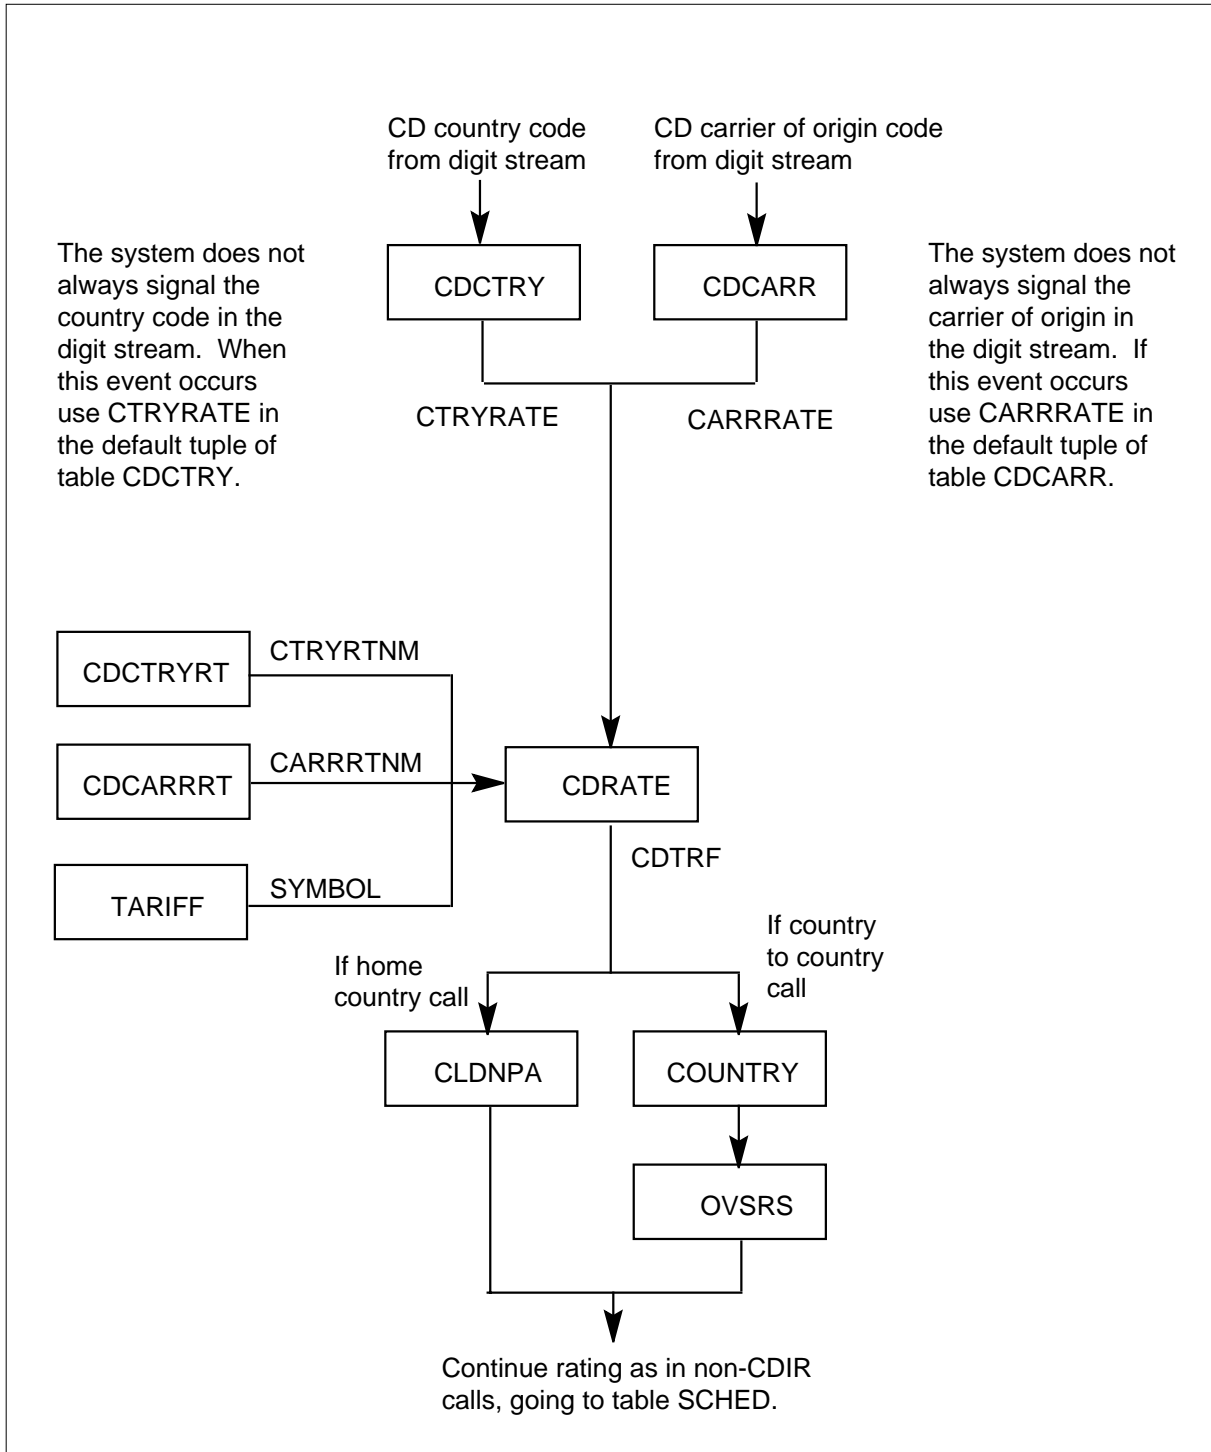 CD country code
from digit stream
CD carrier of origin code
from digit stream
The system does not
always signal the
country code in the
digit stream.  When
this event occurs
use CTRYRATE in
the default tuple of
table CDCTRY.
CDCTRY
CDCARR
The system does not
always signal the
carrier of origin in
the digit stream.  If
this event occurs
use CARRRATE in
the default tuple of
table CDCARR.
CTRYRATE
CARRRATE
CDCTRYRT
CTRYRTNM
CDCARRRT
CARRRTNM
CDRATE
TARIFF
SYMBOL
CDTRF
If home
country call
If country
to country
call
CLDNPA
COUNTRY
OVSRS
Continue rating as in non-CDIR
calls, going to table SCHED.